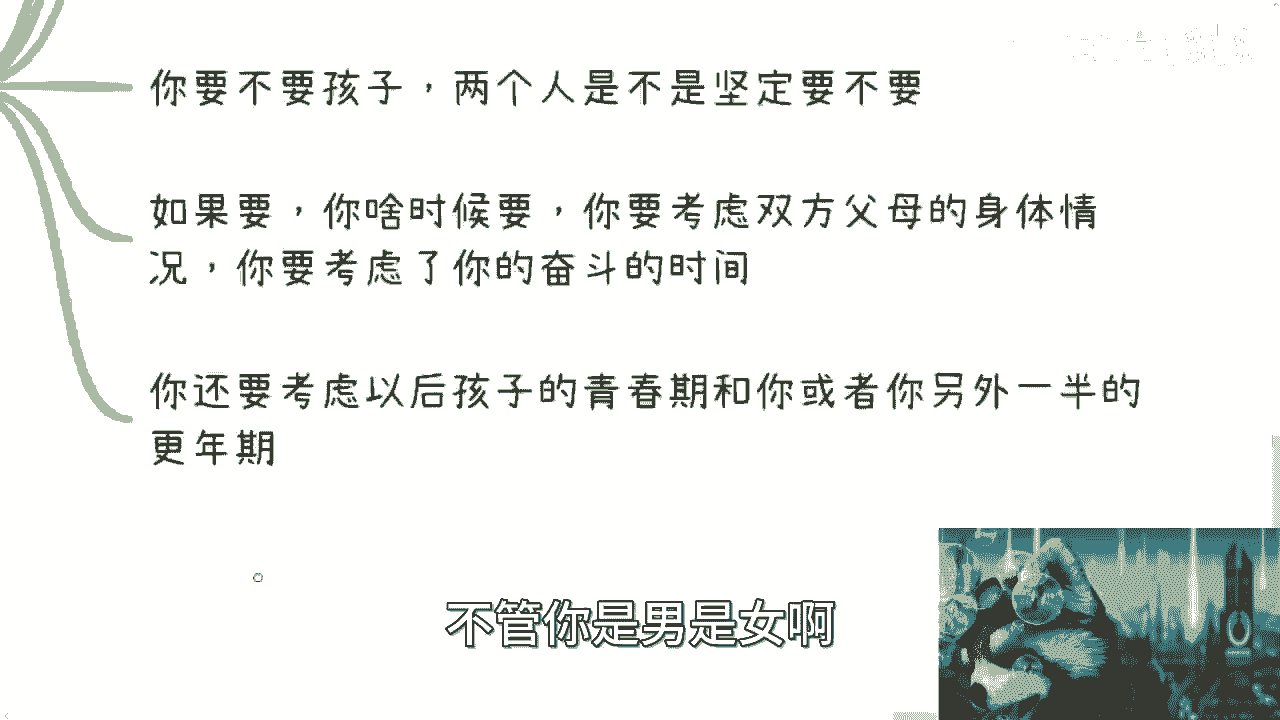 你要不要孩子，两个人是不是坚定要不要
如果要，你啥时候要，你要考虑双方父母的身体情
况，你要考虑了你的奋斗的时间
你还要考虑以后孩子的青春期和你或者你另外一半的
更年期
不管你是男是女啊